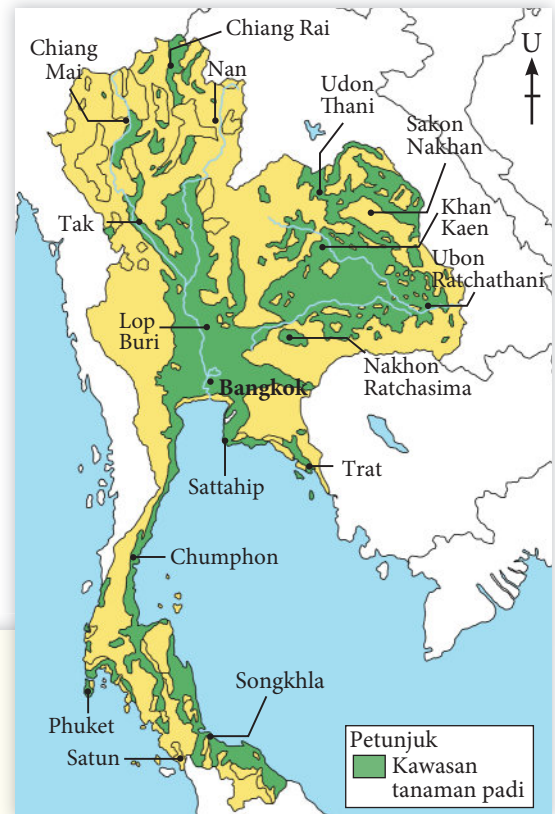 Chiang Rai
Chiang
Mai
Nan
U
Udon
Thani
Sakon
Nakhan
Tak
Khan
Kaen
Ubon
Ratchathani
Lop
Buri
Nakhon
Ratchasima
Bangkok
Sattahip
Trat
Chumphon
Songkhla
Phuket
Satun
Petunjuk
Kawasan
tanaman padi